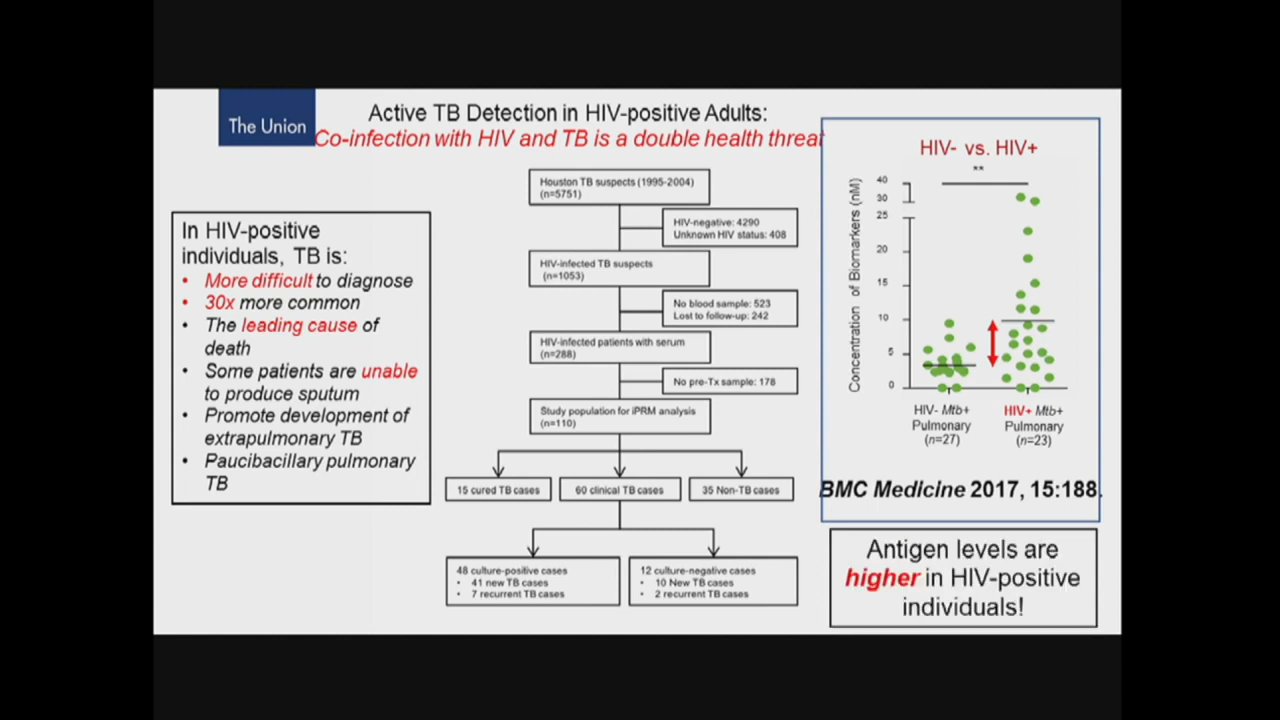 The Union
Active TB Detection in HIV-positive Adults:
Co-infection with HIV and TB is a double health threat
In HIV-positive
individuals, TB is:
• More difficult to diagnose
• 30x more common
• The leading cause of
death
• Some patients are unable
to produce sputum
• Promote development of
extrapulmonary TB
• Paucibacillary pulmonary
TB
Houston TB suspects (1995-2004)
(n=5751)
HIV-negative: 4290
Unknown HIV status: 408
HIV-infected TB suspects
(n=1053)
No blood sample: 523
Lost to follow-up: 242
HIV-infected patients with serum
(n=288)
No pre-Tx sample: 178
Study population for iPRM analysis
(n=110)
15 cured TB cases
60 clinical TB cases
35 Non-TB cases
48 culture-positive cases
• 41 new TB cases
• 7 recurrent TB cases
12 culture-negative cases
• 10 New TB cases
• 2 recurrent TB cases
HIV- vs. HIV+
**
Concentration of Biomarkers (nM)
40
30
25
20
15
10
5
0
HIV- Mtb+
Pulmonary
(n=27)
HIV+ Mtb+
Pulmonary
(n=23)
BMC Medicine 2017, 15:188.
Antigen levels are
higher in HIV-positive
individuals!